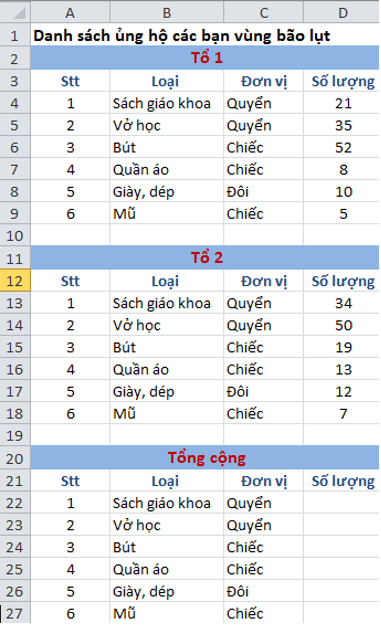 A B C D
1 Danh sách ủng hộ các bạn vùng bão lụt
2 Tổ 1
3 Stt Loại Đơn vị Số lượng
4 1 Sách giáo khoa Quyển 21
5 2 Vở học Quyển 35
6 3 Bút Chiếc 52
7 4 Quần áo Chiếc 8
8 5 Giày, dép Đôi 10
9 6 Mũ Chiếc 5
10
11 Tổ 2
12 Stt Loại Đơn vị Số lượng
13 1 Sách giáo khoa Quyển 34
14 2 Vở học Quyển 50
15 3 Bút Chiếc 19
16 4 Quần áo Chiếc 13
17 5 Giày, dép Đôi 12
18 6 Mũ Chiếc 7
19
20 Tổng cộng
21 Stt Loại Đơn vị Số lượng
22 1 Sách giáo khoa Quyển
23 2 Vở học Quyển
24 3 Bút Chiếc
25 4 Quần áo Chiếc
26 5 Giày, dép Đôi
27 6 Mũ Chiếc